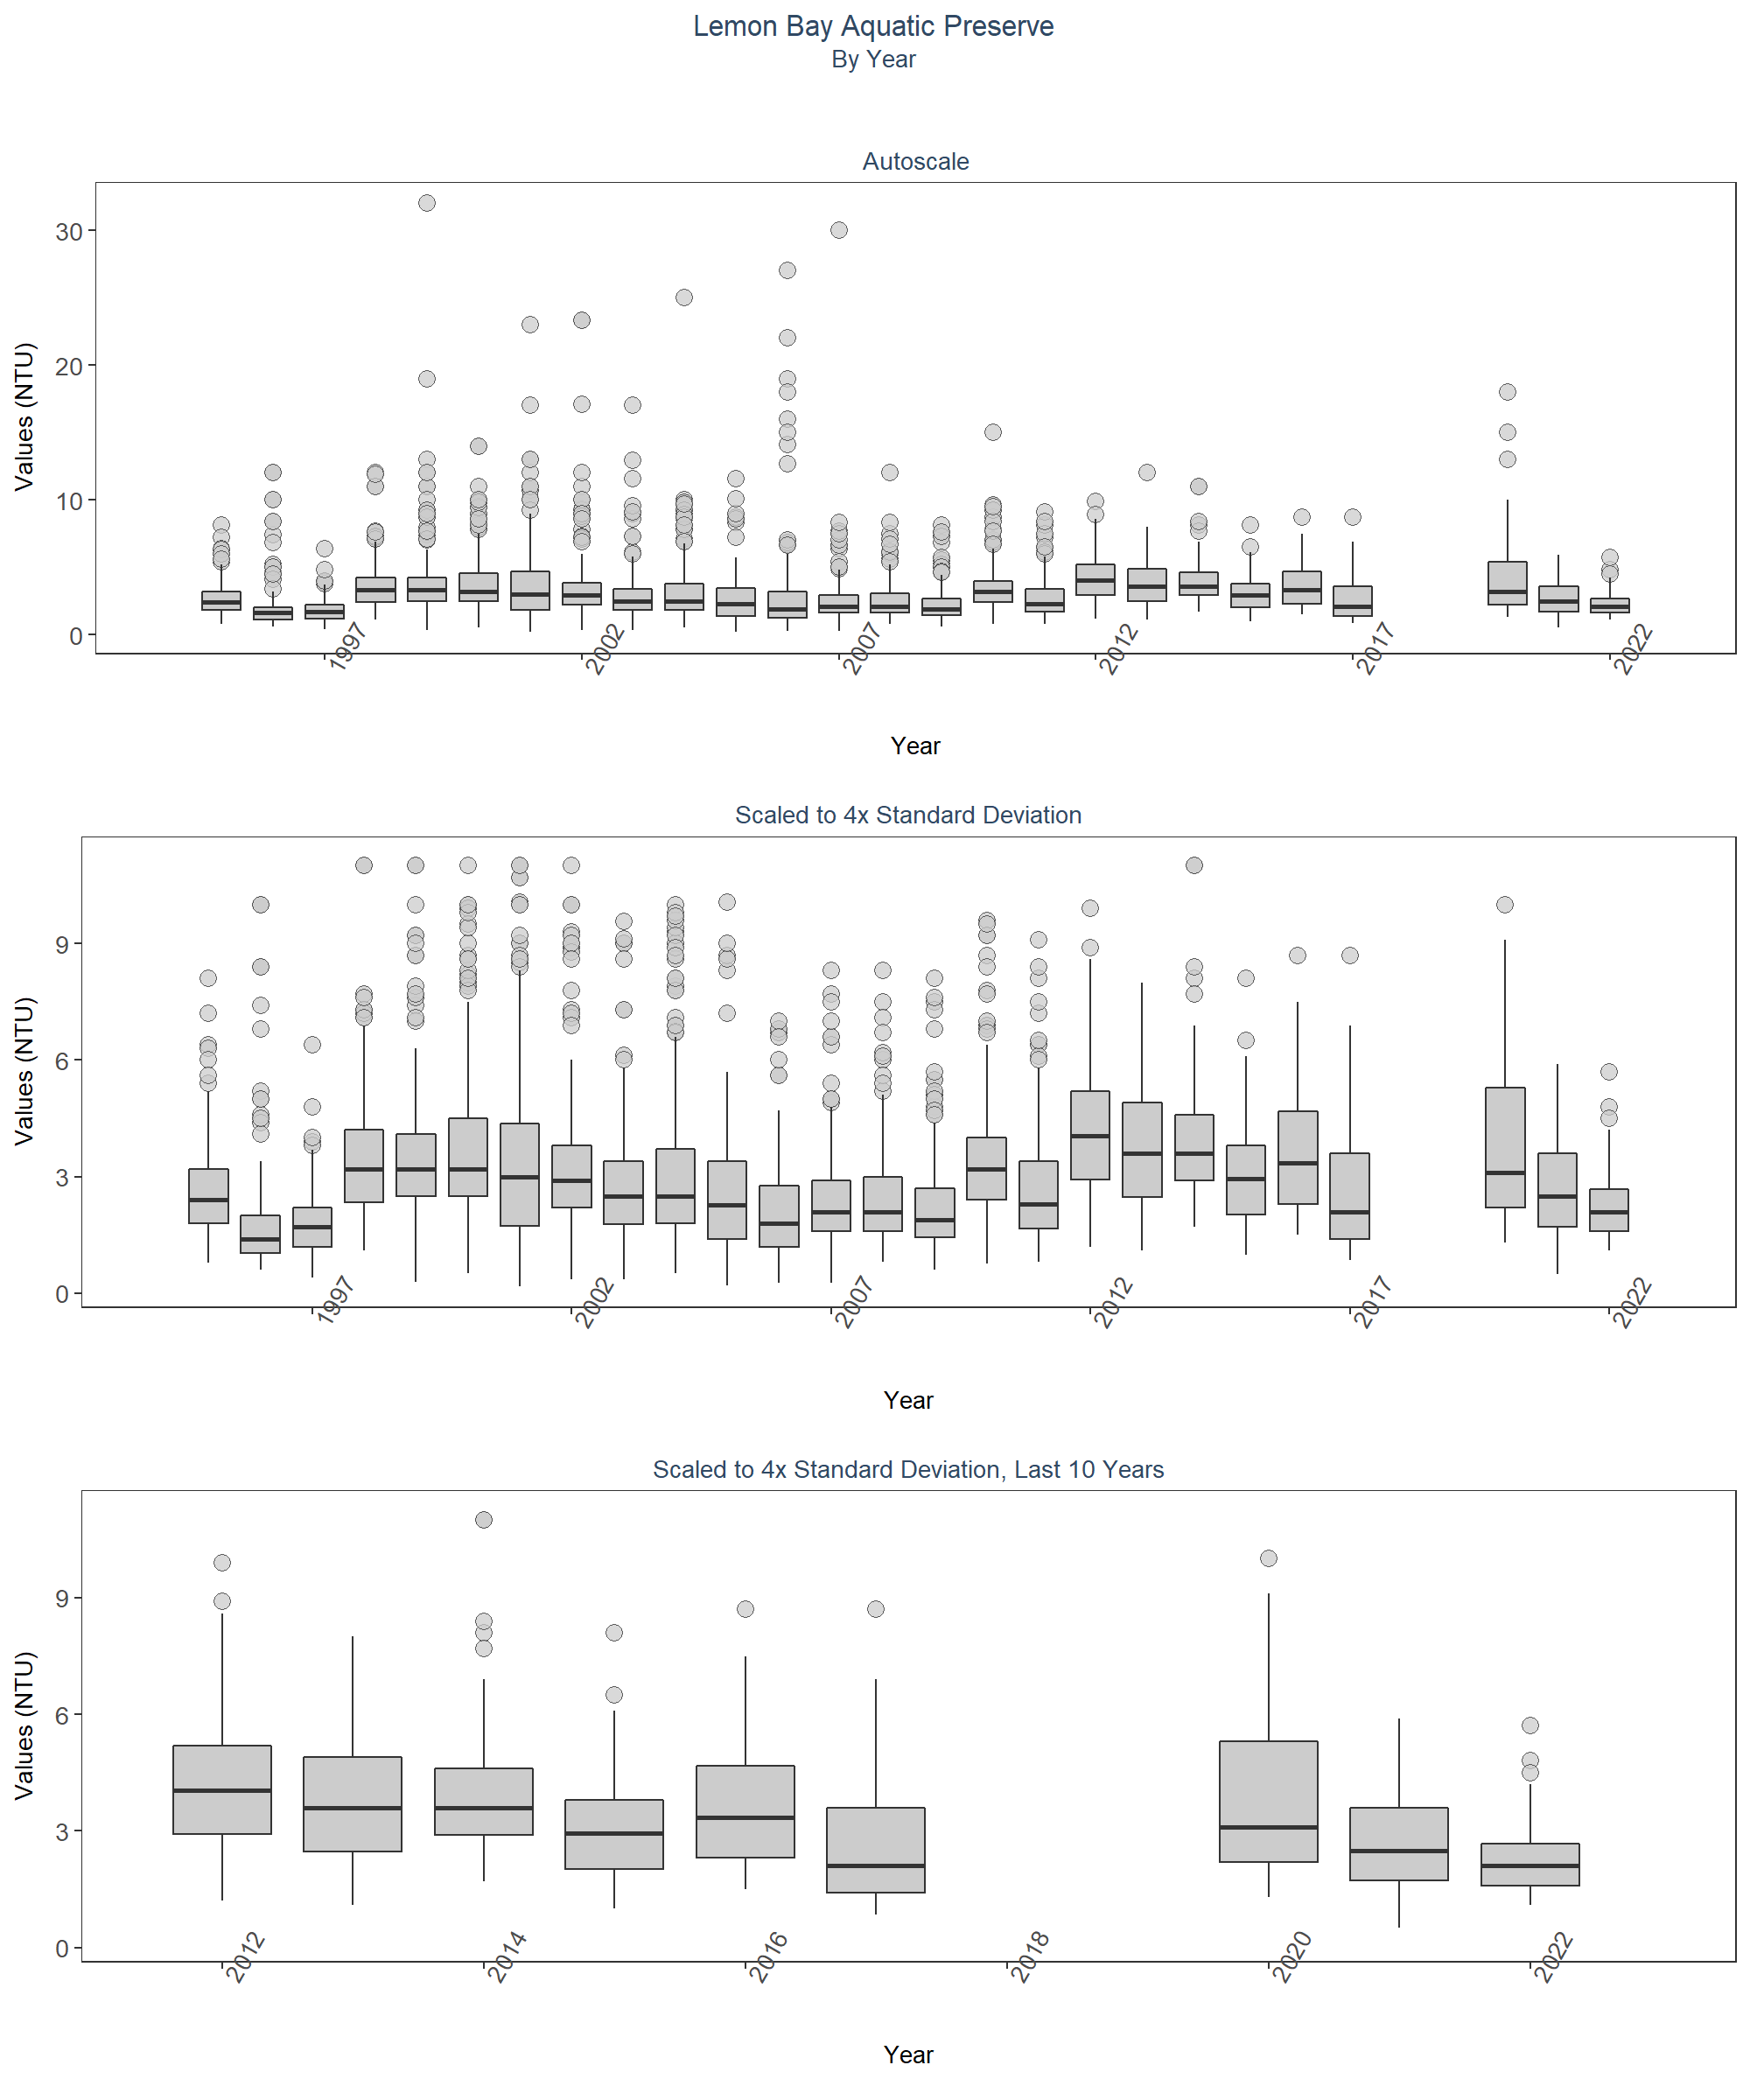 Lemon Bay Aquatic Preserve
By Year
Autoscale
Values (NTU)
30
20
10
0
1997
2002
2007
2012
2017
2022
Year
Scaled to 4x Standard Deviation
Values (NTU)
9
6
3
0
1997
2002
2007
2012
2017
2022
Year
Scaled to 4x Standard Deviation, Last 10 Years
Values (NTU)
9
6
3
0
2012
2014
2016
2018
2020
2022
Year